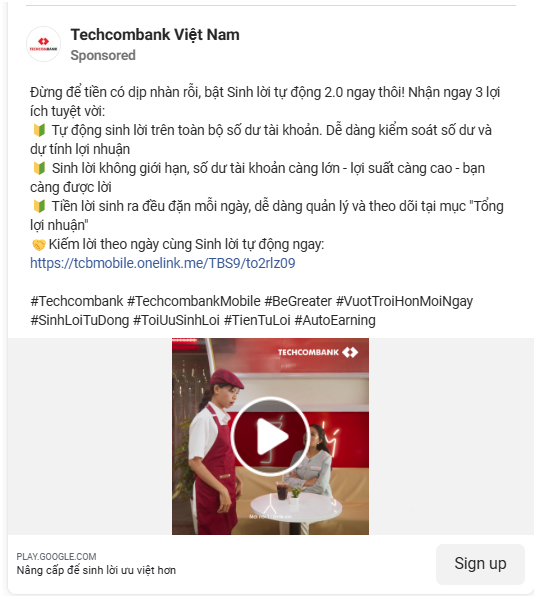 TECHCOMBANK
Techcombank Việt Nam
Sponsored
Đừng để tiền có dịp nhàn rỗi, bật Sinh lời tự động 2.0 ngay thôi! Nhận ngay 3 lợi
ích tuyệt vời:
🔰 Tự động sinh lời trên toàn bộ số dư tài khoản. Dễ dàng kiểm soát số dư và
dự tính lợi nhuận
🔰 Sinh lời không giới hạn, số dư tài khoản càng lớn - lợi suất càng cao - bạn
càng được lời
🔰 Tiền lời sinh ra đều đặn mỗi ngày, dễ dàng quản lý và theo dõi tại mục "Tổng
lợi nhuận"
🤝Kiếm lời theo ngày cùng Sinh lời tự động ngay:
https://tcbmobile.onelink.me/TBS9/to2rlz09
#Techcombank #TechcombankMobile #BeGreater #VuotTroiHonMoiNgay
#SinhLoiTuDong #ToiUuSinhLoi #TienTuLoi #AutoEarning
TECHCOMBANK
PLAY.GOOGLE.COM
Nâng cấp để sinh lời ưu việt hơn
Sign up